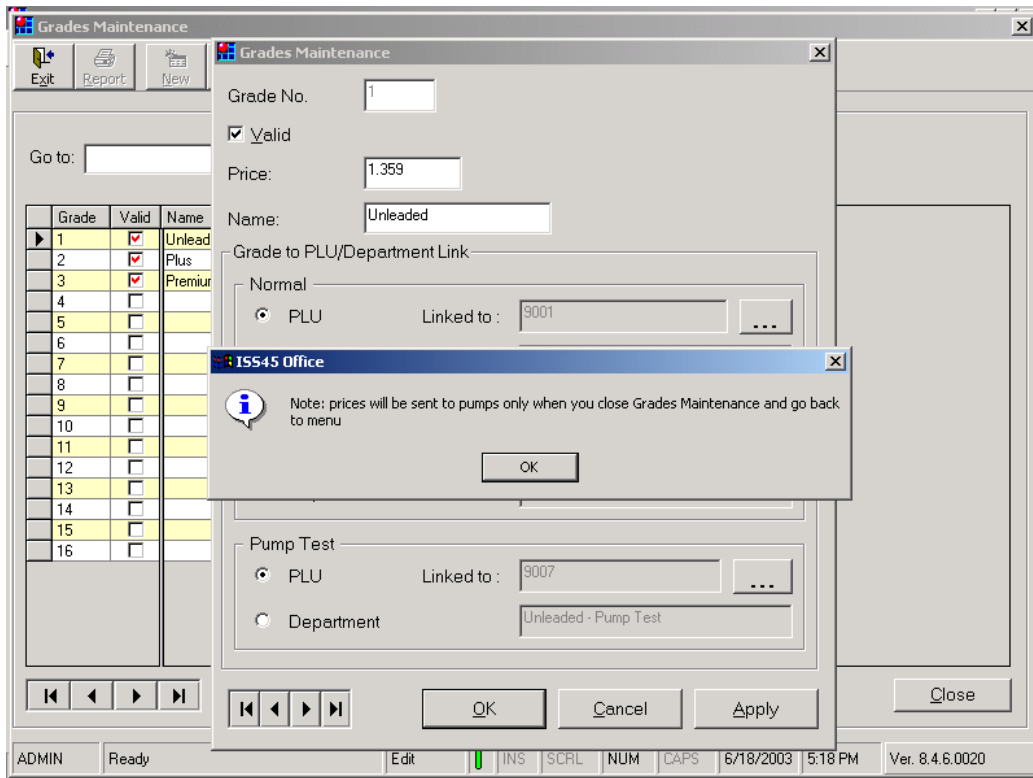 Grades Maintenance
Exit
Report
New
Go to:
Grade Valid Name
1 Unlead
2 Plus
3 Premiun
4
5
6
7
8
9
10
11
12
13
14
15
16
Close
Grades Maintenance
Grade No. 1
Valid
Price: 1.359
Name: Unleaded
Grade to PLU/Department Link
Normal
PLU Linked to : 9001 ...
ISS45 Office
Note: prices will be sent to pumps only when you close Grades Maintenance and go back
to menu
OK
Pump Test
PLU Linked to : 9007 ...
Department Unleaded - Pump Test
OK Cancel Apply
ADMIN Ready Edit INS SCRL NUM CAPS 6/18/2003 5:18 PM Ver. 8.4.6.0020